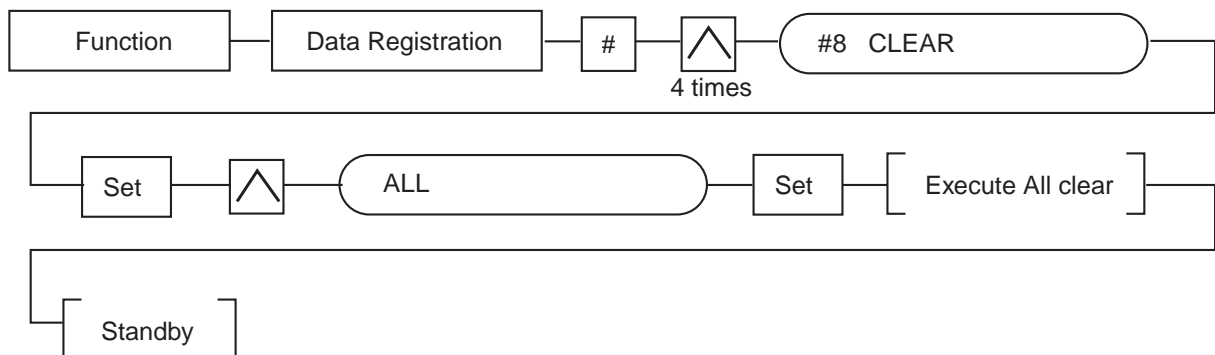 Function Data Registration # #8 CLEAR
4 times
Set ALL Set Execute All clear
Standby